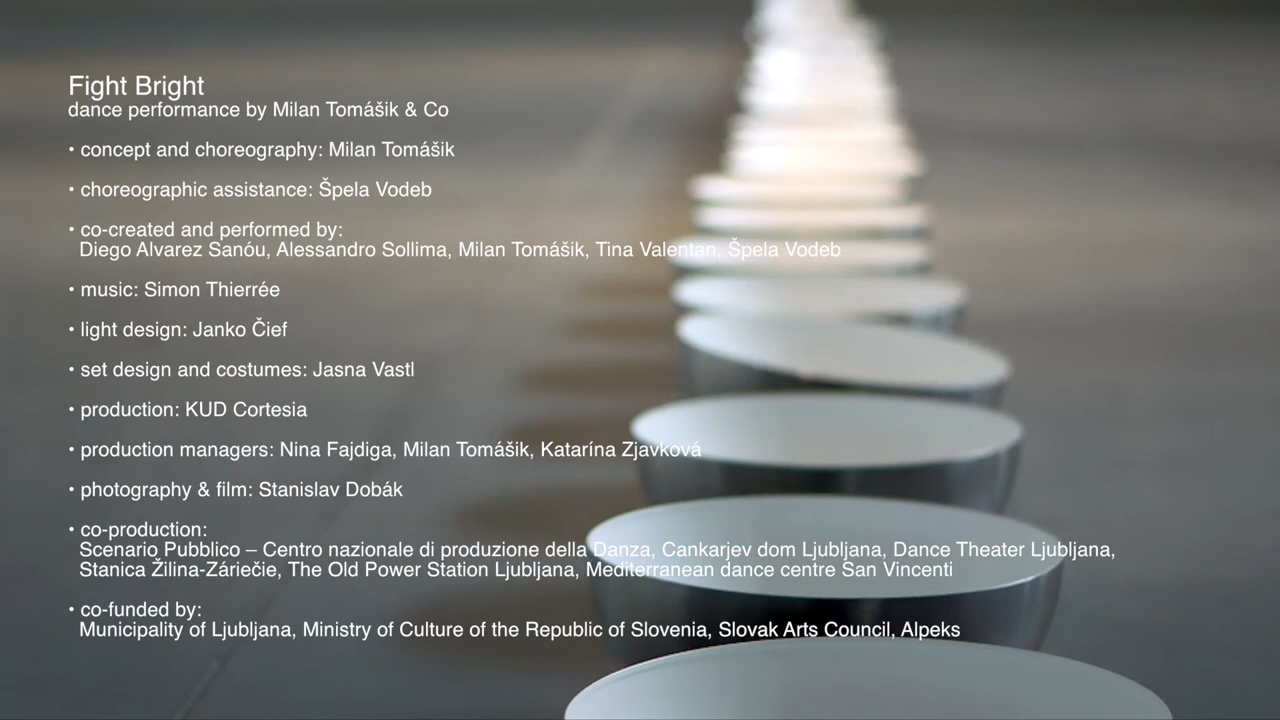 Fight Bright
dance performance by Milan Tomášik & Co
• concept and choreography: Milan Tomášik
• choreographic assistance: Špela Vodeb
• co-created and performed by:
Diego Alvarez Sanóu, Alessandro Sollima, Milan Tomášik, Tina Valentan, Špela Vodeb
• music: Simon Thierrée
• light design: Janko Čief
• set design and costumes: Jasna Vastl
• production: KUD Cortesia
• production managers: Nina Fajdiga, Milan Tomášik, Katarína Zjavková
• photography & film: Stanislav Dobák
• co-production:
Scenario Pubblico – Centro nazionale di produzione della Danza, Cankarjev dom Ljubljana, Dance Theater Ljubljana,
Stanica Žilina-Záriečie, The Old Power Station Ljubljana, Mediterranean dance centre San Vincenti
• co-funded by:
Municipality of Ljubljana, Ministry of Culture of the Republic of Slovenia, Slovak Arts Council, Alpeks